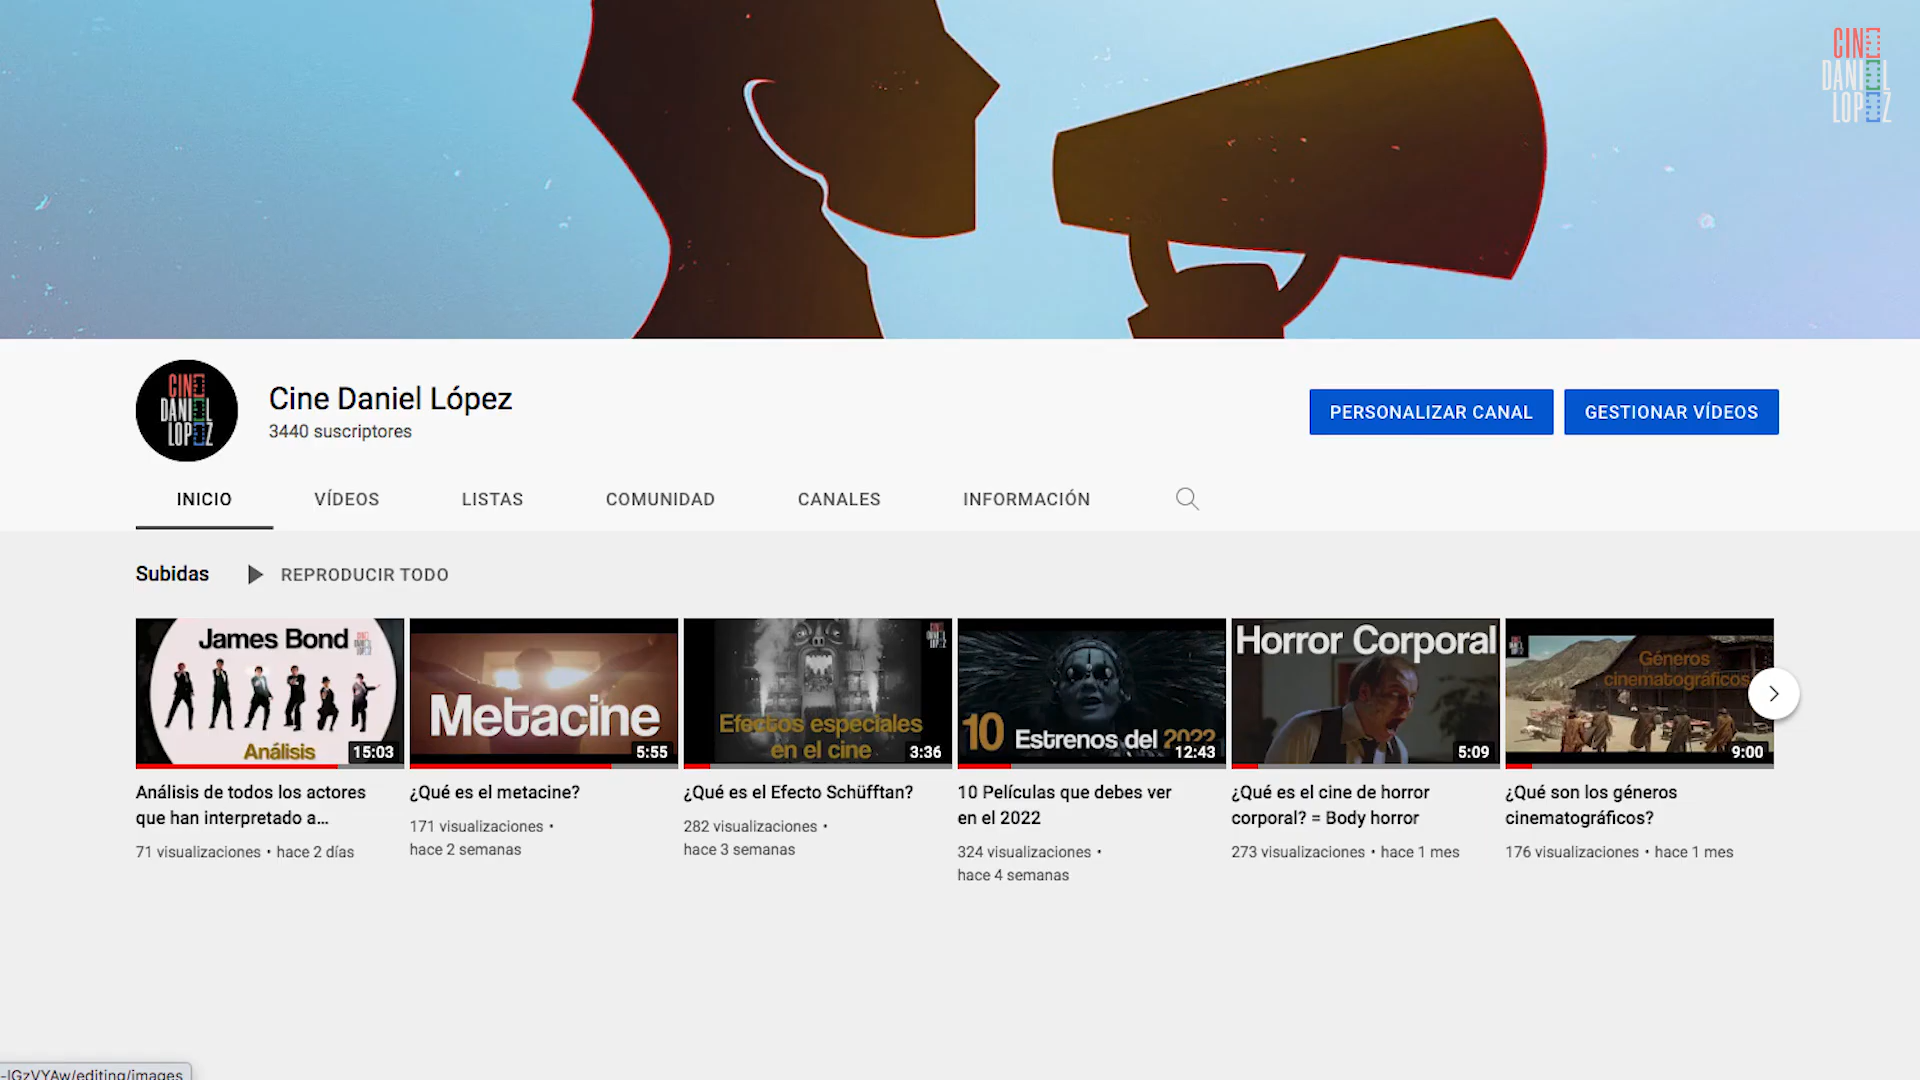 CINE
DANIEL
LOPEZ
CINE
DANIEL
LOPEZ
Cine Daniel López
3440 suscriptores
PERSONALIZAR CANAL
GESTIONAR VÍDEOS
INICIO
VÍDEOS
LISTAS
COMUNIDAD
CANALES
INFORMACIÓN
Subidas
REPRODUCIR TODO
James Bond
Análisis
15:03
Análisis de todos los actores
que han interpretado a...
71 visualizaciones • hace 2 días
Metacine
5:55
¿Qué es el metacine?
171 visualizaciones •
hace 2 semanas
Efectos especiales
en el cine
3:36
¿Qué es el Efecto Schüfftan?
282 visualizaciones •
hace 3 semanas
10 Estrenos del 2022
12:43
10 Películas que debes ver
en el 2022
324 visualizaciones •
hace 4 semanas
Horror Corporal
5:09
¿Qué es el cine de horror
corporal? = Body horror
273 visualizaciones • hace 1 mes
Géneros
cinematográficos
9:00
¿Qué son los géneros
cinematográficos?
176 visualizaciones • hace 1 mes
-IGzVYAw/editing/images